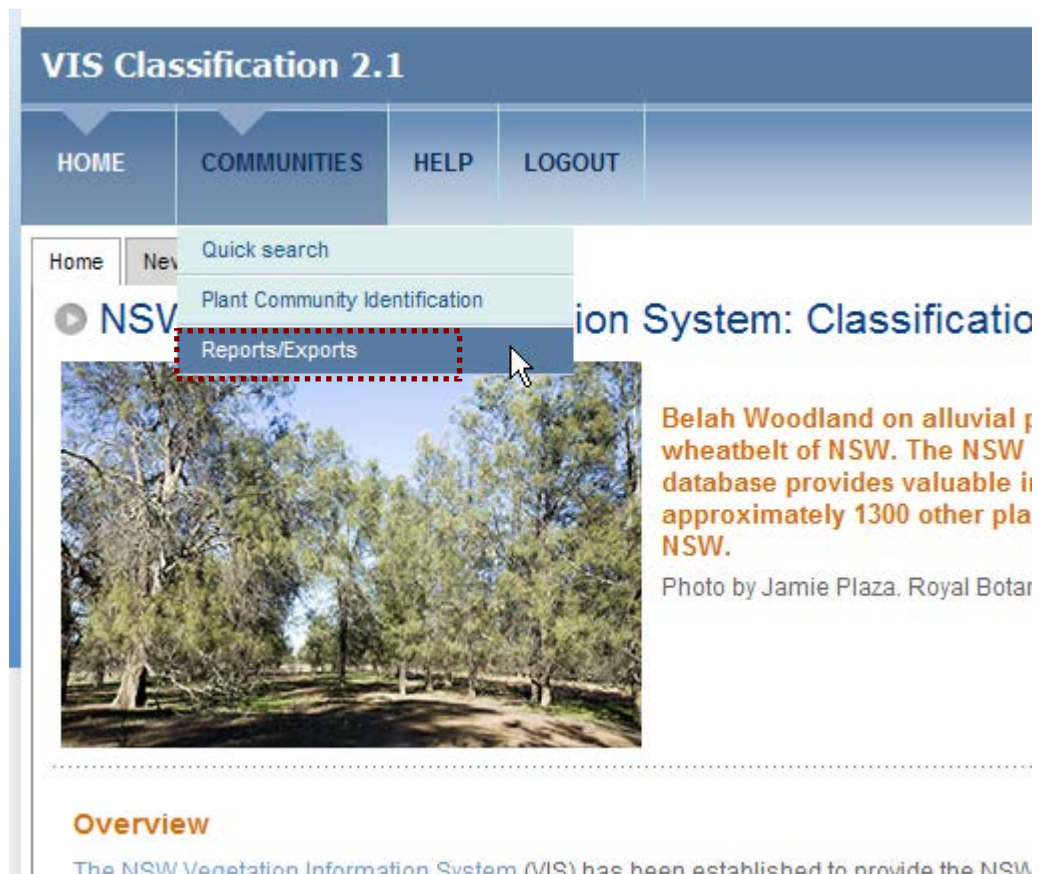 VIS Classification 2.1
HOME COMMUNITIES HELP LOGOUT
Home
Quick search
Plant Community Identification
Reports/Exports
NSW System: Classificatio
Belah Woodland on alluvial p
wheatbelt of NSW. The NSW
database provides valuable i
approximately 1300 other pla
NSW.
Photo by Jamie Plaza, Royal Botan
Overview
The NSW Vegetation Information System (VIS) has been established to provide the NSW